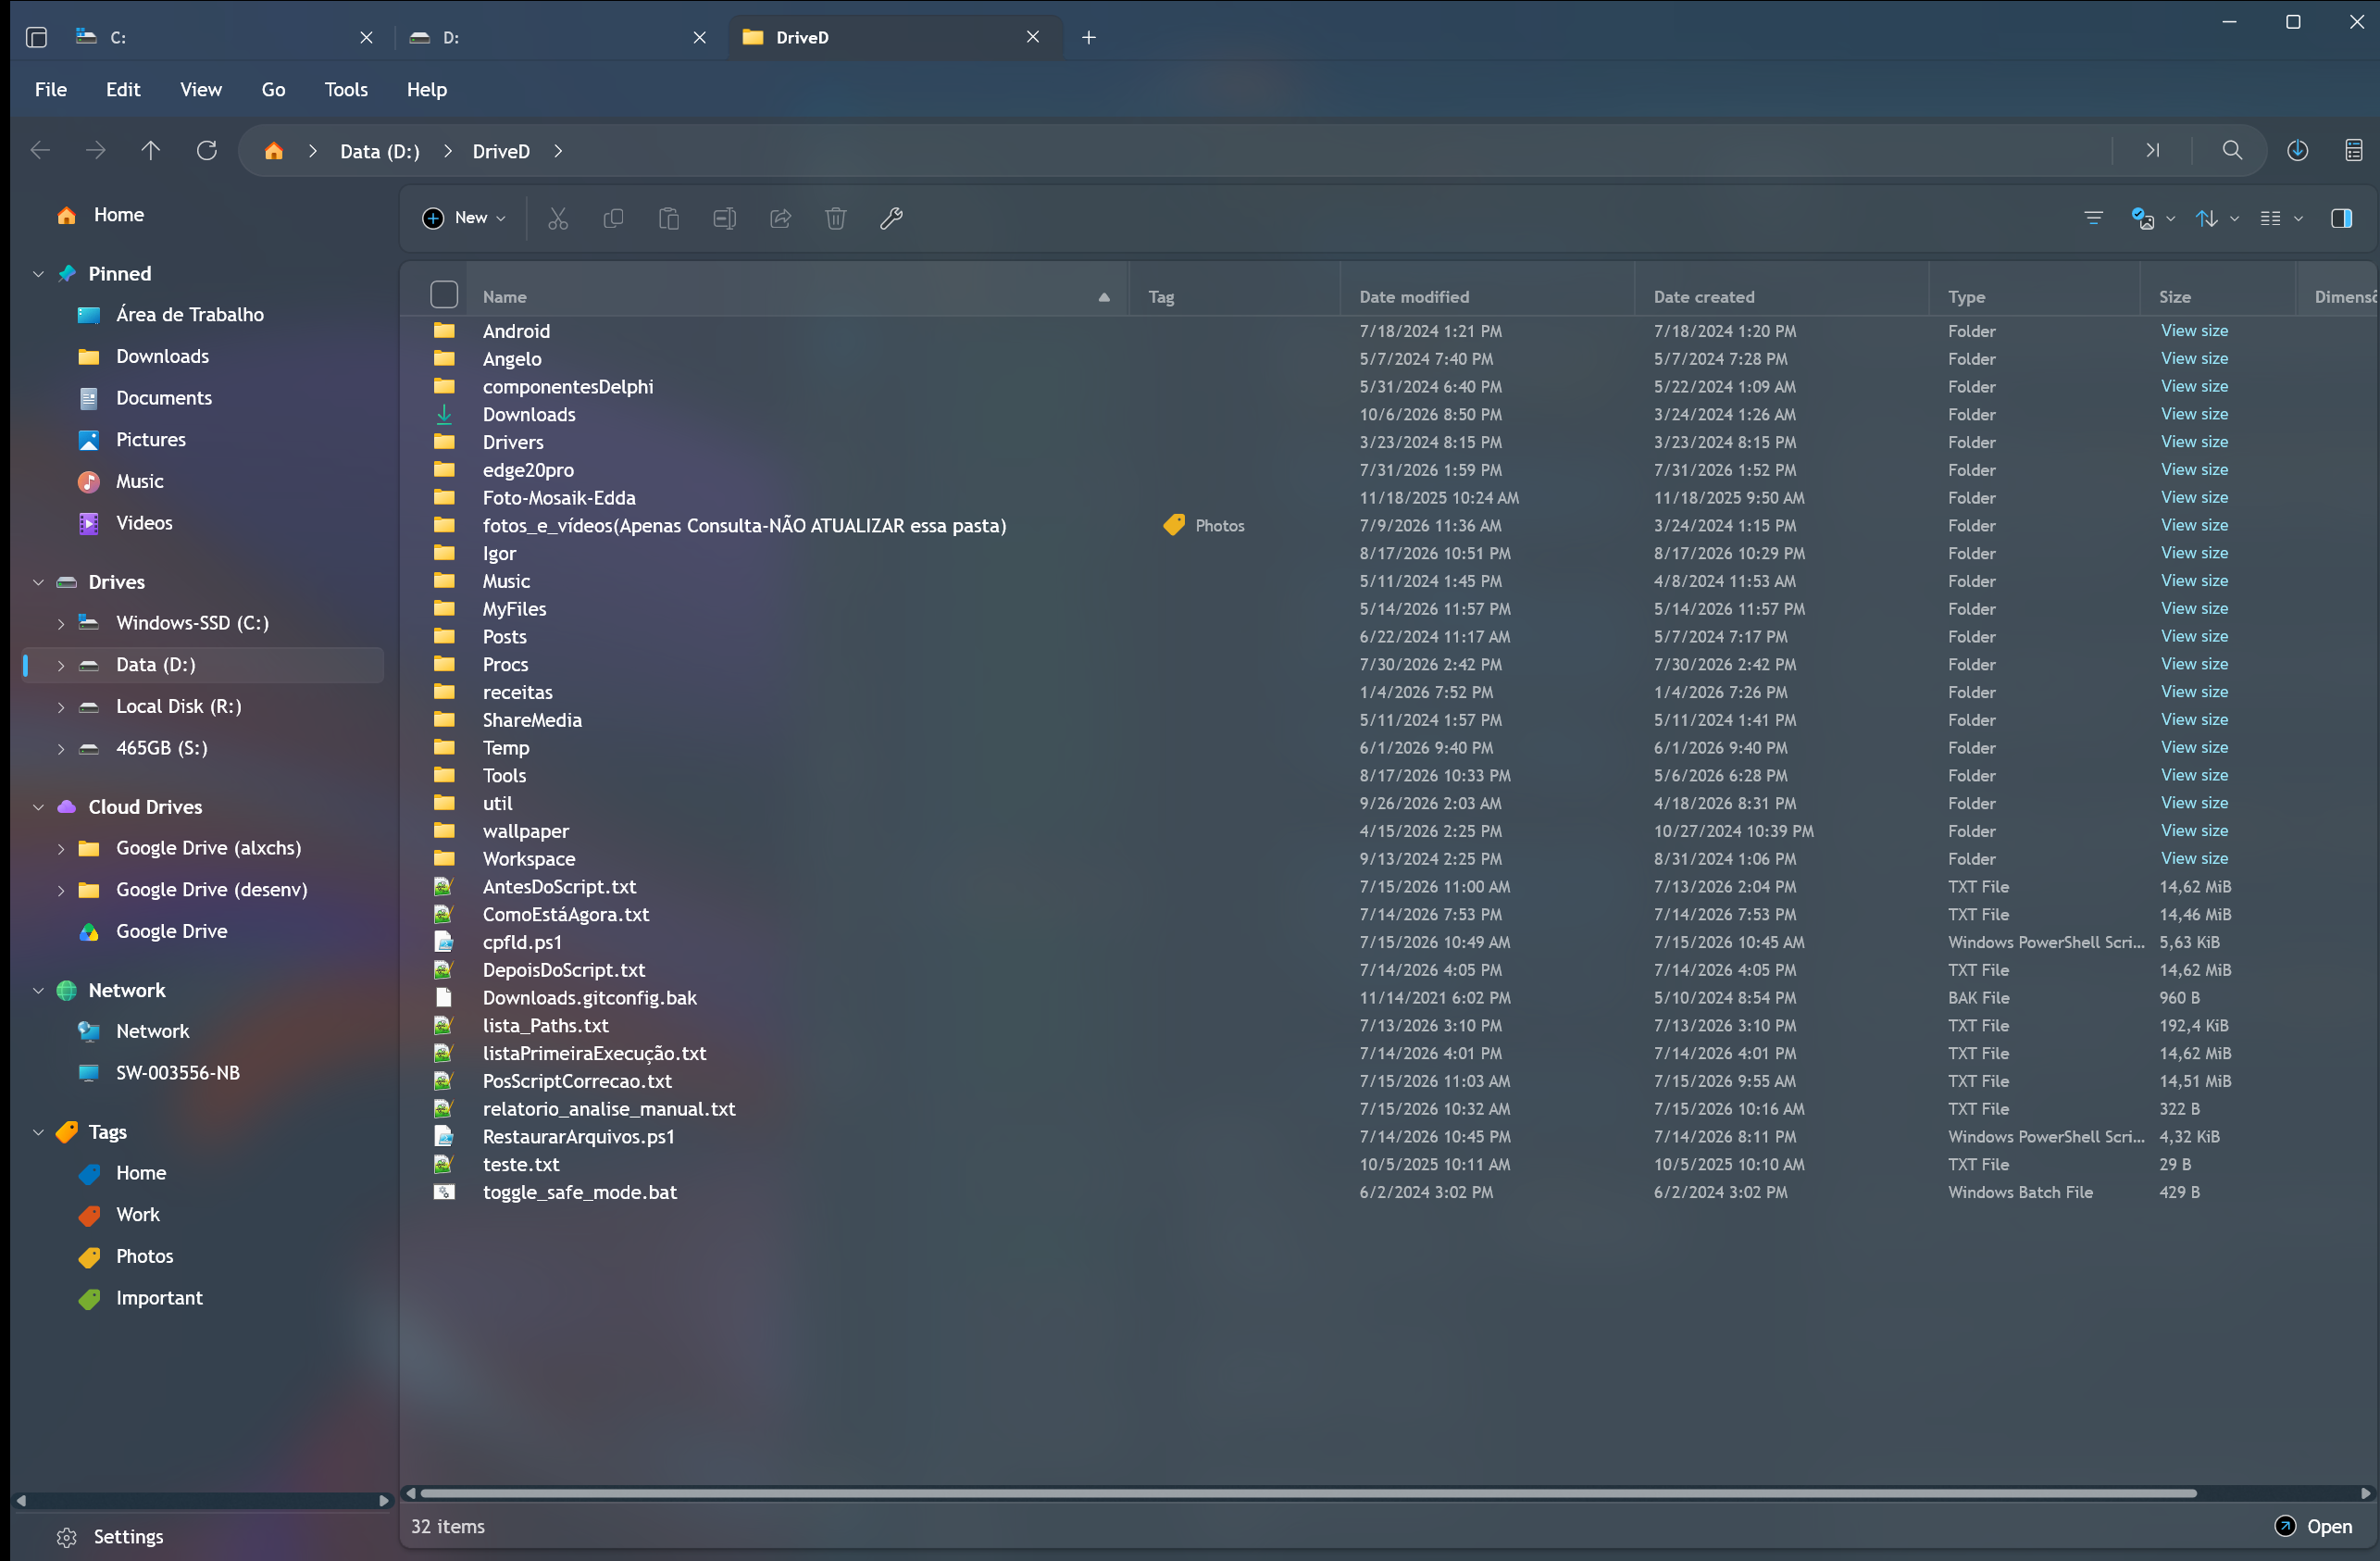 C: D: DriveD
File Edit View Go Tools Help
Data (D:) DriveD
Home
Pinned
Área de Trabalho
Downloads
Documents
Pictures
Music
Videos
Drives
Windows-SSD (C:)
Data (D:)
Local Disk (R:)
465GB (S:)
Cloud Drives
Google Drive (alxchs)
Google Drive (desenv)
Google Drive
Network
Network
SW-003556-NB
Tags
Home
Work
Photos
Important
Settings
New
Name Tag Date modified Date created Type Size Dimensc
Android 7/18/2024 1:21 PM 7/18/2024 1:20 PM Folder View size
Angelo 5/7/2024 7:40 PM 5/7/2024 7:28 PM Folder View size
componentesDelphi 5/31/2024 6:40 PM 5/22/2024 1:09 AM Folder View size
Downloads 10/6/2026 8:50 PM 3/24/2024 1:26 AM Folder View size
Drivers 3/23/2024 8:15 PM 3/23/2024 8:15 PM Folder View size
edge20pro 7/31/2026 1:59 PM 7/31/2026 1:52 PM Folder View size
Foto-Mosaik-Edda 11/18/2025 10:24 AM 11/18/2025 9:50 AM Folder View size
fotos_e_vídeos(Apenas Consulta-NÃO ATUALIZAR essa pasta) Photos 7/9/2026 11:36 AM 3/24/2024 1:15 PM Folder View size
Igor 8/17/2026 10:51 PM 8/17/2026 10:29 PM Folder View size
Music 5/11/2024 1:45 PM 4/8/2024 11:53 AM Folder View size
MyFiles 5/14/2026 11:57 PM 5/14/2026 11:57 PM Folder View size
Posts 6/22/2024 11:17 AM 5/7/2024 7:17 PM Folder View size
Procs 7/30/2026 2:42 PM 7/30/2026 2:42 PM Folder View size
receitas 1/4/2026 7:52 PM 1/4/2026 7:26 PM Folder View size
ShareMedia 5/11/2024 1:57 PM 5/11/2024 1:41 PM Folder View size
Temp 6/1/2026 9:40 PM 6/1/2026 9:40 PM Folder View size
Tools 8/17/2026 10:33 PM 5/6/2026 6:28 PM Folder View size
util 9/26/2026 2:03 AM 4/18/2026 8:31 PM Folder View size
wallpaper 4/15/2026 2:25 PM 10/27/2024 10:39 PM Folder View size
Workspace 9/13/2024 2:25 PM 8/31/2024 1:06 PM Folder View size
AntesDoScript.txt 7/15/2026 11:00 AM 7/13/2026 2:04 PM TXT File 14,62 MiB
ComoEstáAgora.txt 7/14/2026 7:53 PM 7/14/2026 7:53 PM TXT File 14,46 MiB
cpfld.ps1 7/15/2026 10:49 AM 7/15/2026 10:45 AM Windows PowerShell Scri... 5,63 KiB
DepoisDoScript.txt 7/14/2026 4:05 PM 7/14/2026 4:05 PM TXT File 14,62 MiB
Downloads.gitconfig.bak 11/14/2021 6:02 PM 5/10/2024 8:54 PM BAK File 960 B
lista_Paths.txt 7/13/2026 3:10 PM 7/13/2026 3:10 PM TXT File 192,4 KiB
listaPrimeiraExecução.txt 7/14/2026 4:01 PM 7/14/2026 4:01 PM TXT File 14,62 MiB
PosScriptCorrecao.txt 7/15/2026 11:03 AM 7/15/2026 9:55 AM TXT File 14,51 MiB
relatorio_analise_manual.txt 7/15/2026 10:32 AM 7/15/2026 10:16 AM TXT File 322 B
RestaurarArquivos.ps1 7/14/2026 10:45 PM 7/14/2026 8:11 PM Windows PowerShell Scri... 4,32 KiB
teste.txt 10/5/2025 10:11 AM 10/5/2025 10:10 AM TXT File 29 B
toggle_safe_mode.bat 6/2/2024 3:02 PM 6/2/2024 3:02 PM Windows Batch File 429 B
32 items
Open